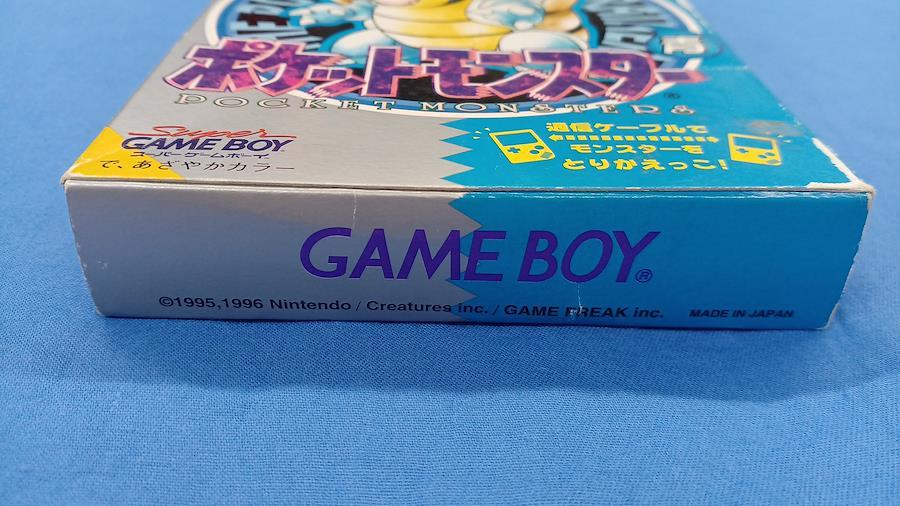 ポケットモンスター
®
POCKET MONSTERS
Super
GAME BOY
スーパーゲームボーイ
で、あざやかカラー
通信ケーブルで
モンスターを
とりかえっこ!
GAME BOY®
©1995,1996 Nintendo / Creatures inc. / GAME FREAK inc.
MADE IN JAPAN